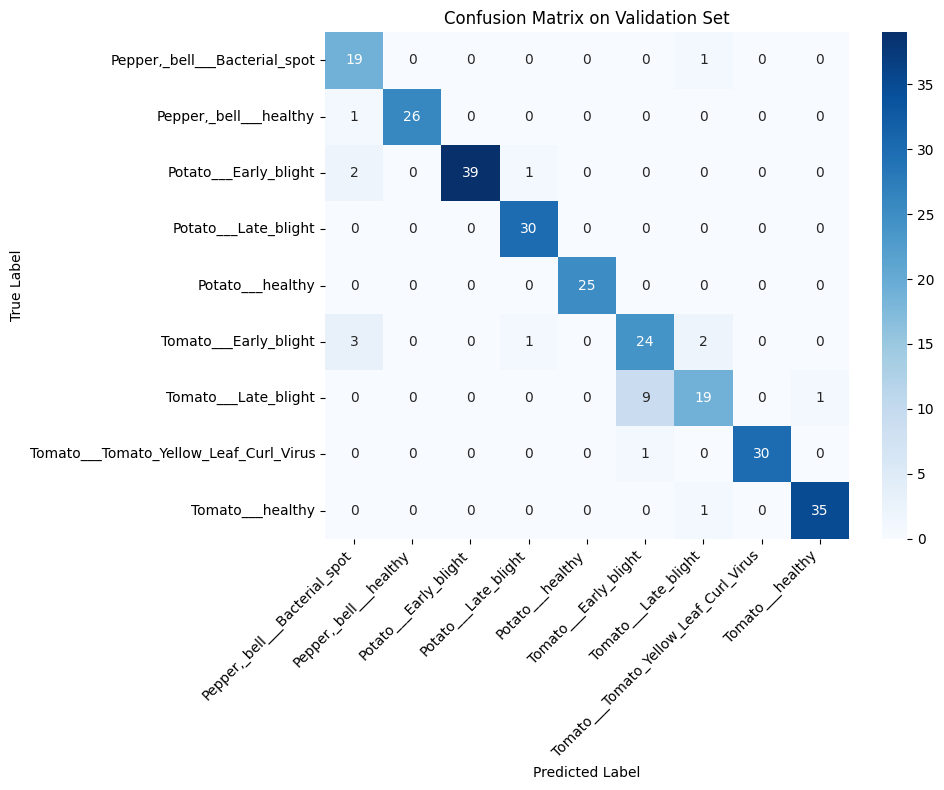 Confusion Matrix on Validation Set
True Label
Pepper,_bell___Bacterial_spot 19 0 0 0 0 0 1 0 0
Pepper,_bell___healthy 1 26 0 0 0 0 0 0 0
Potato___Early_blight 2 0 39 1 0 0 0 0 0
Potato___Late_blight 0 0 0 30 0 0 0 0 0
Potato___healthy 0 0 0 0 25 0 0 0 0
Tomato___Early_blight 3 0 0 1 0 24 2 0 0
Tomato___Late_blight 0 0 0 0 0 9 19 0 1
Tomato___Tomato_Yellow_Leaf_Curl_Virus 0 0 0 0 0 1 0 30 0
Tomato___healthy 0 0 0 0 0 0 1 0 35
Pepper,_bell___Bacterial_spot
Pepper,_bell___healthy
Potato___Early_blight
Potato___Late_blight
Potato___healthy
Tomato___Early_blight
Tomato___Late_blight
Tomato___Tomato_Yellow_Leaf_Curl_Virus
Tomato___healthy
Predicted Label
35
30
25
20
15
10
5
0